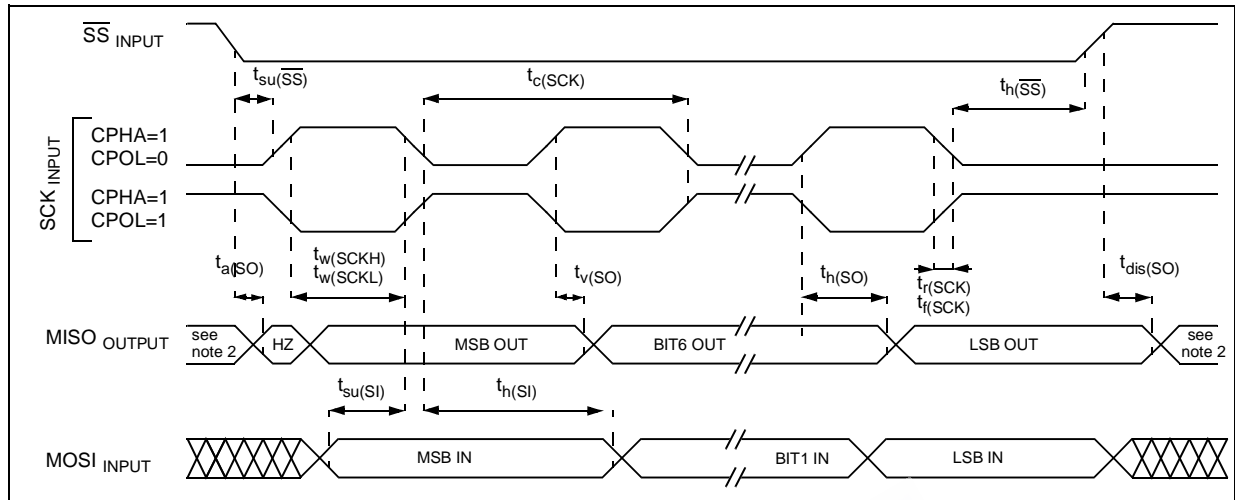 SS INPUT
tsu(SS)
tc(SCK)
th(SS)
SCK INPUT
CPHA=1
CPOL=0
CPHA=1
CPOL=1
ta(SO)
tw(SCKH)
tw(SCKL)
tv(SO)
th(SO)
tr(SCK)
tf(SCK)
tdis(SO)
MISO OUTPUT
see note 2
HZ
MSB OUT
BIT6 OUT
LSB OUT
see note 2
tsu(SI)
th(SI)
MOSI INPUT
MSB IN
BIT1 IN
LSB IN